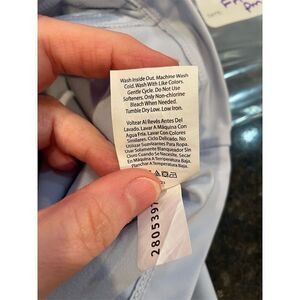 Wash Inside Out. Machine Wash
Cold. Wash With Like Colors.
Gentle Cycle. Do Not Use
Softeners. Only Non-chlorine
Bleach When Needed.
Tumble Dry Low. Low Iron.
Voltear Al Revés Antes Del
Lavado. Lavar A Máquina Con
Agua Fría. Lavar Con Colores
Similares. Ciclo Delicado. No
Utilizar Suavizantes Para Ropa.
Usar Solamente Blanqueador Sin
Cloro Cuando Se Necesite. Secar
En Máquina A Temperatura Baja.
Planchar A Temperatura Baja.
2805397